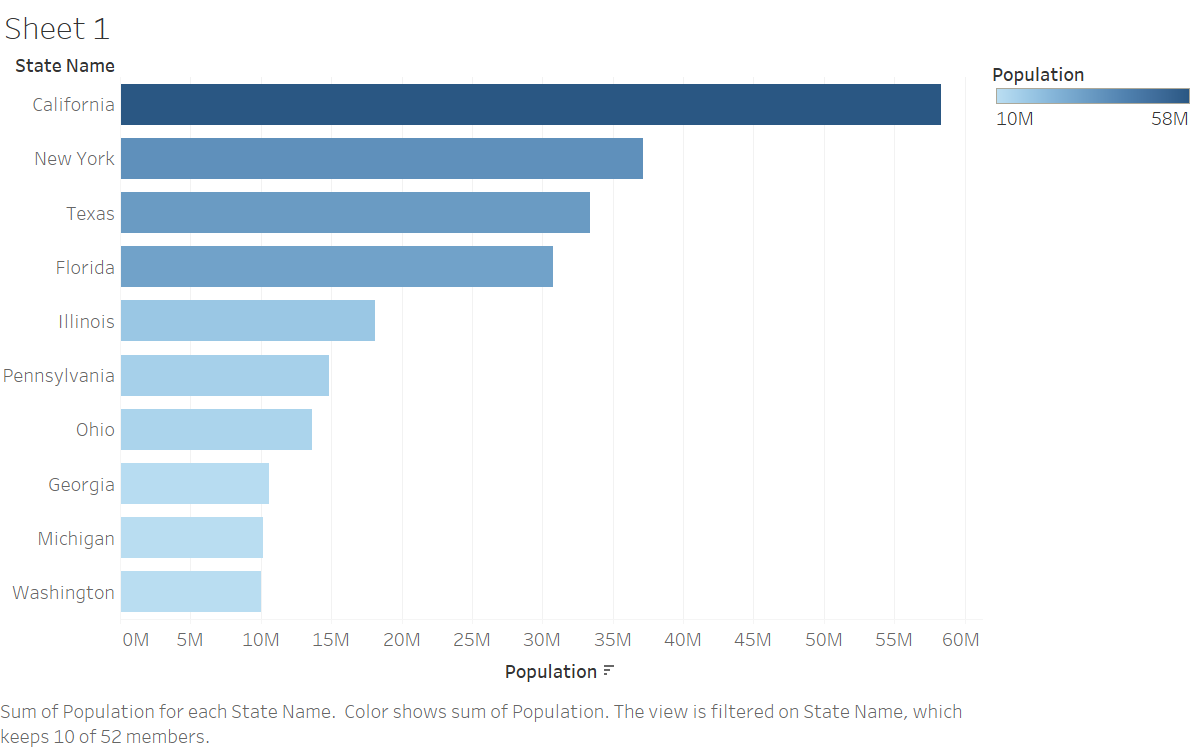 Sheet 1
State Name
California
New York
Texas
Florida
Illinois
Pennsylvania
Ohio
Georgia
Michigan
Washington
0M 5M 10M 15M 20M 25M 30M 35M 40M 45M 50M 55M 60M
Population
Population
10M 58M
Sum of Population for each State Name.  Color shows sum of Population. The view is filtered on State Name, which
keeps 10 of 52 members.